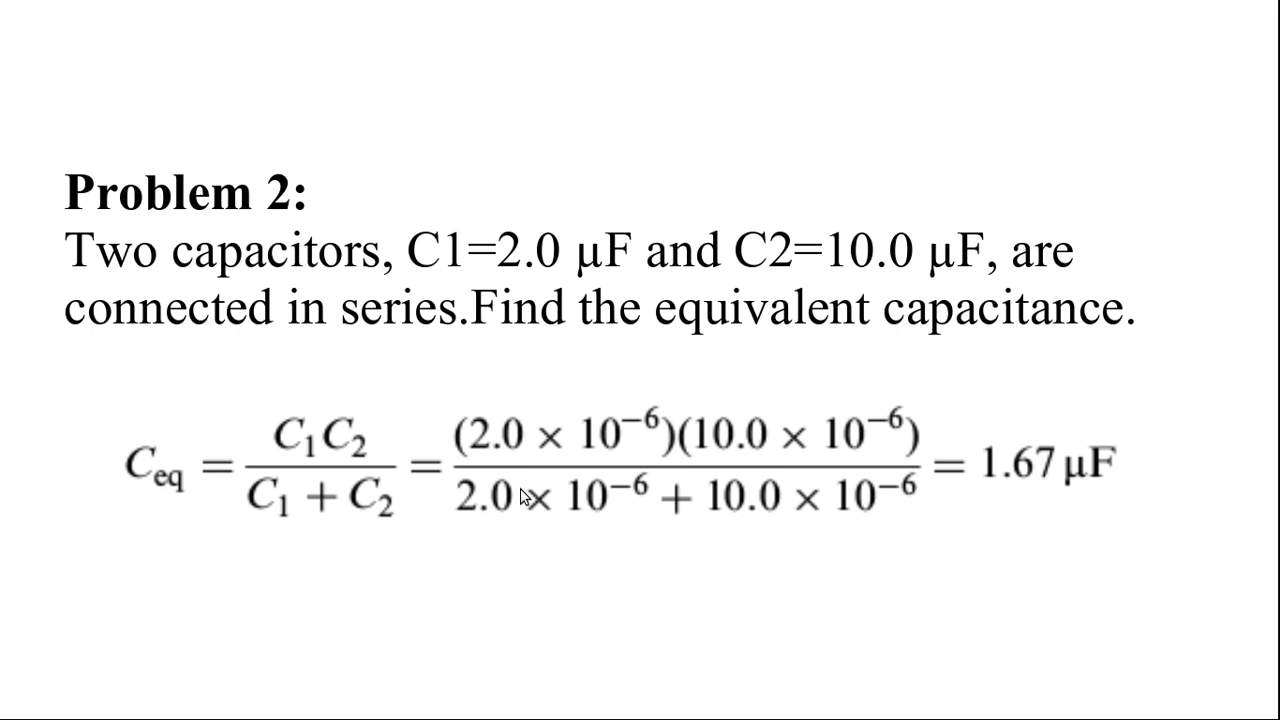 Problem 2:
Two capacitors, C1=2.0 μF and C2=10.0 μF, are
connected in series.Find the equivalent capacitance.
C_eq = C₁C₂ / (C₁ + C₂) = (2.0 × 10⁻⁶)(10.0 × 10⁻⁶) / (2.0 × 10⁻⁶ + 10.0 × 10⁻⁶) = 1.67 μF